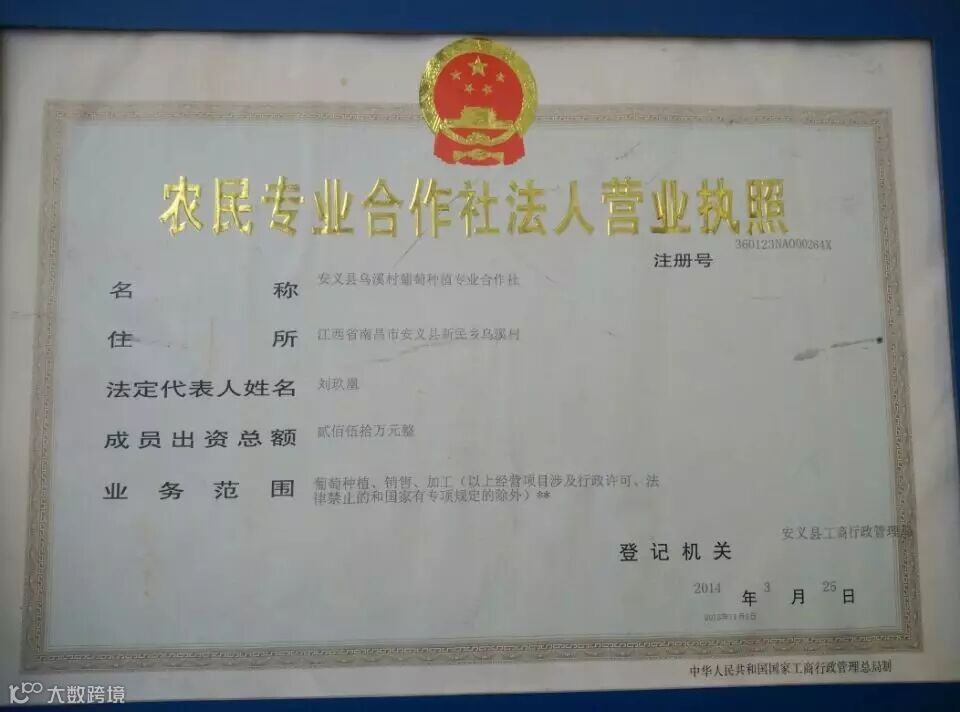 农民专业合作社法人营业执照
注册号 360123NA000264X
名称 安义县乌溪村葡萄种植专业合作社
住所 江西省南昌市安义县新民乡乌溪村
法定代表人姓名 刘玖凰
成员出资总额 贰佰伍拾万元整
业务范围 葡萄种植、销售、加工(以上经营项目涉及行政许可、法
律禁止的和国家有专项规定的除外)**
登记机关 安义县工商行政管理局
2014 年 3 月 25 日
中华人民共和国国家工商行政管理总局制
大数跨境